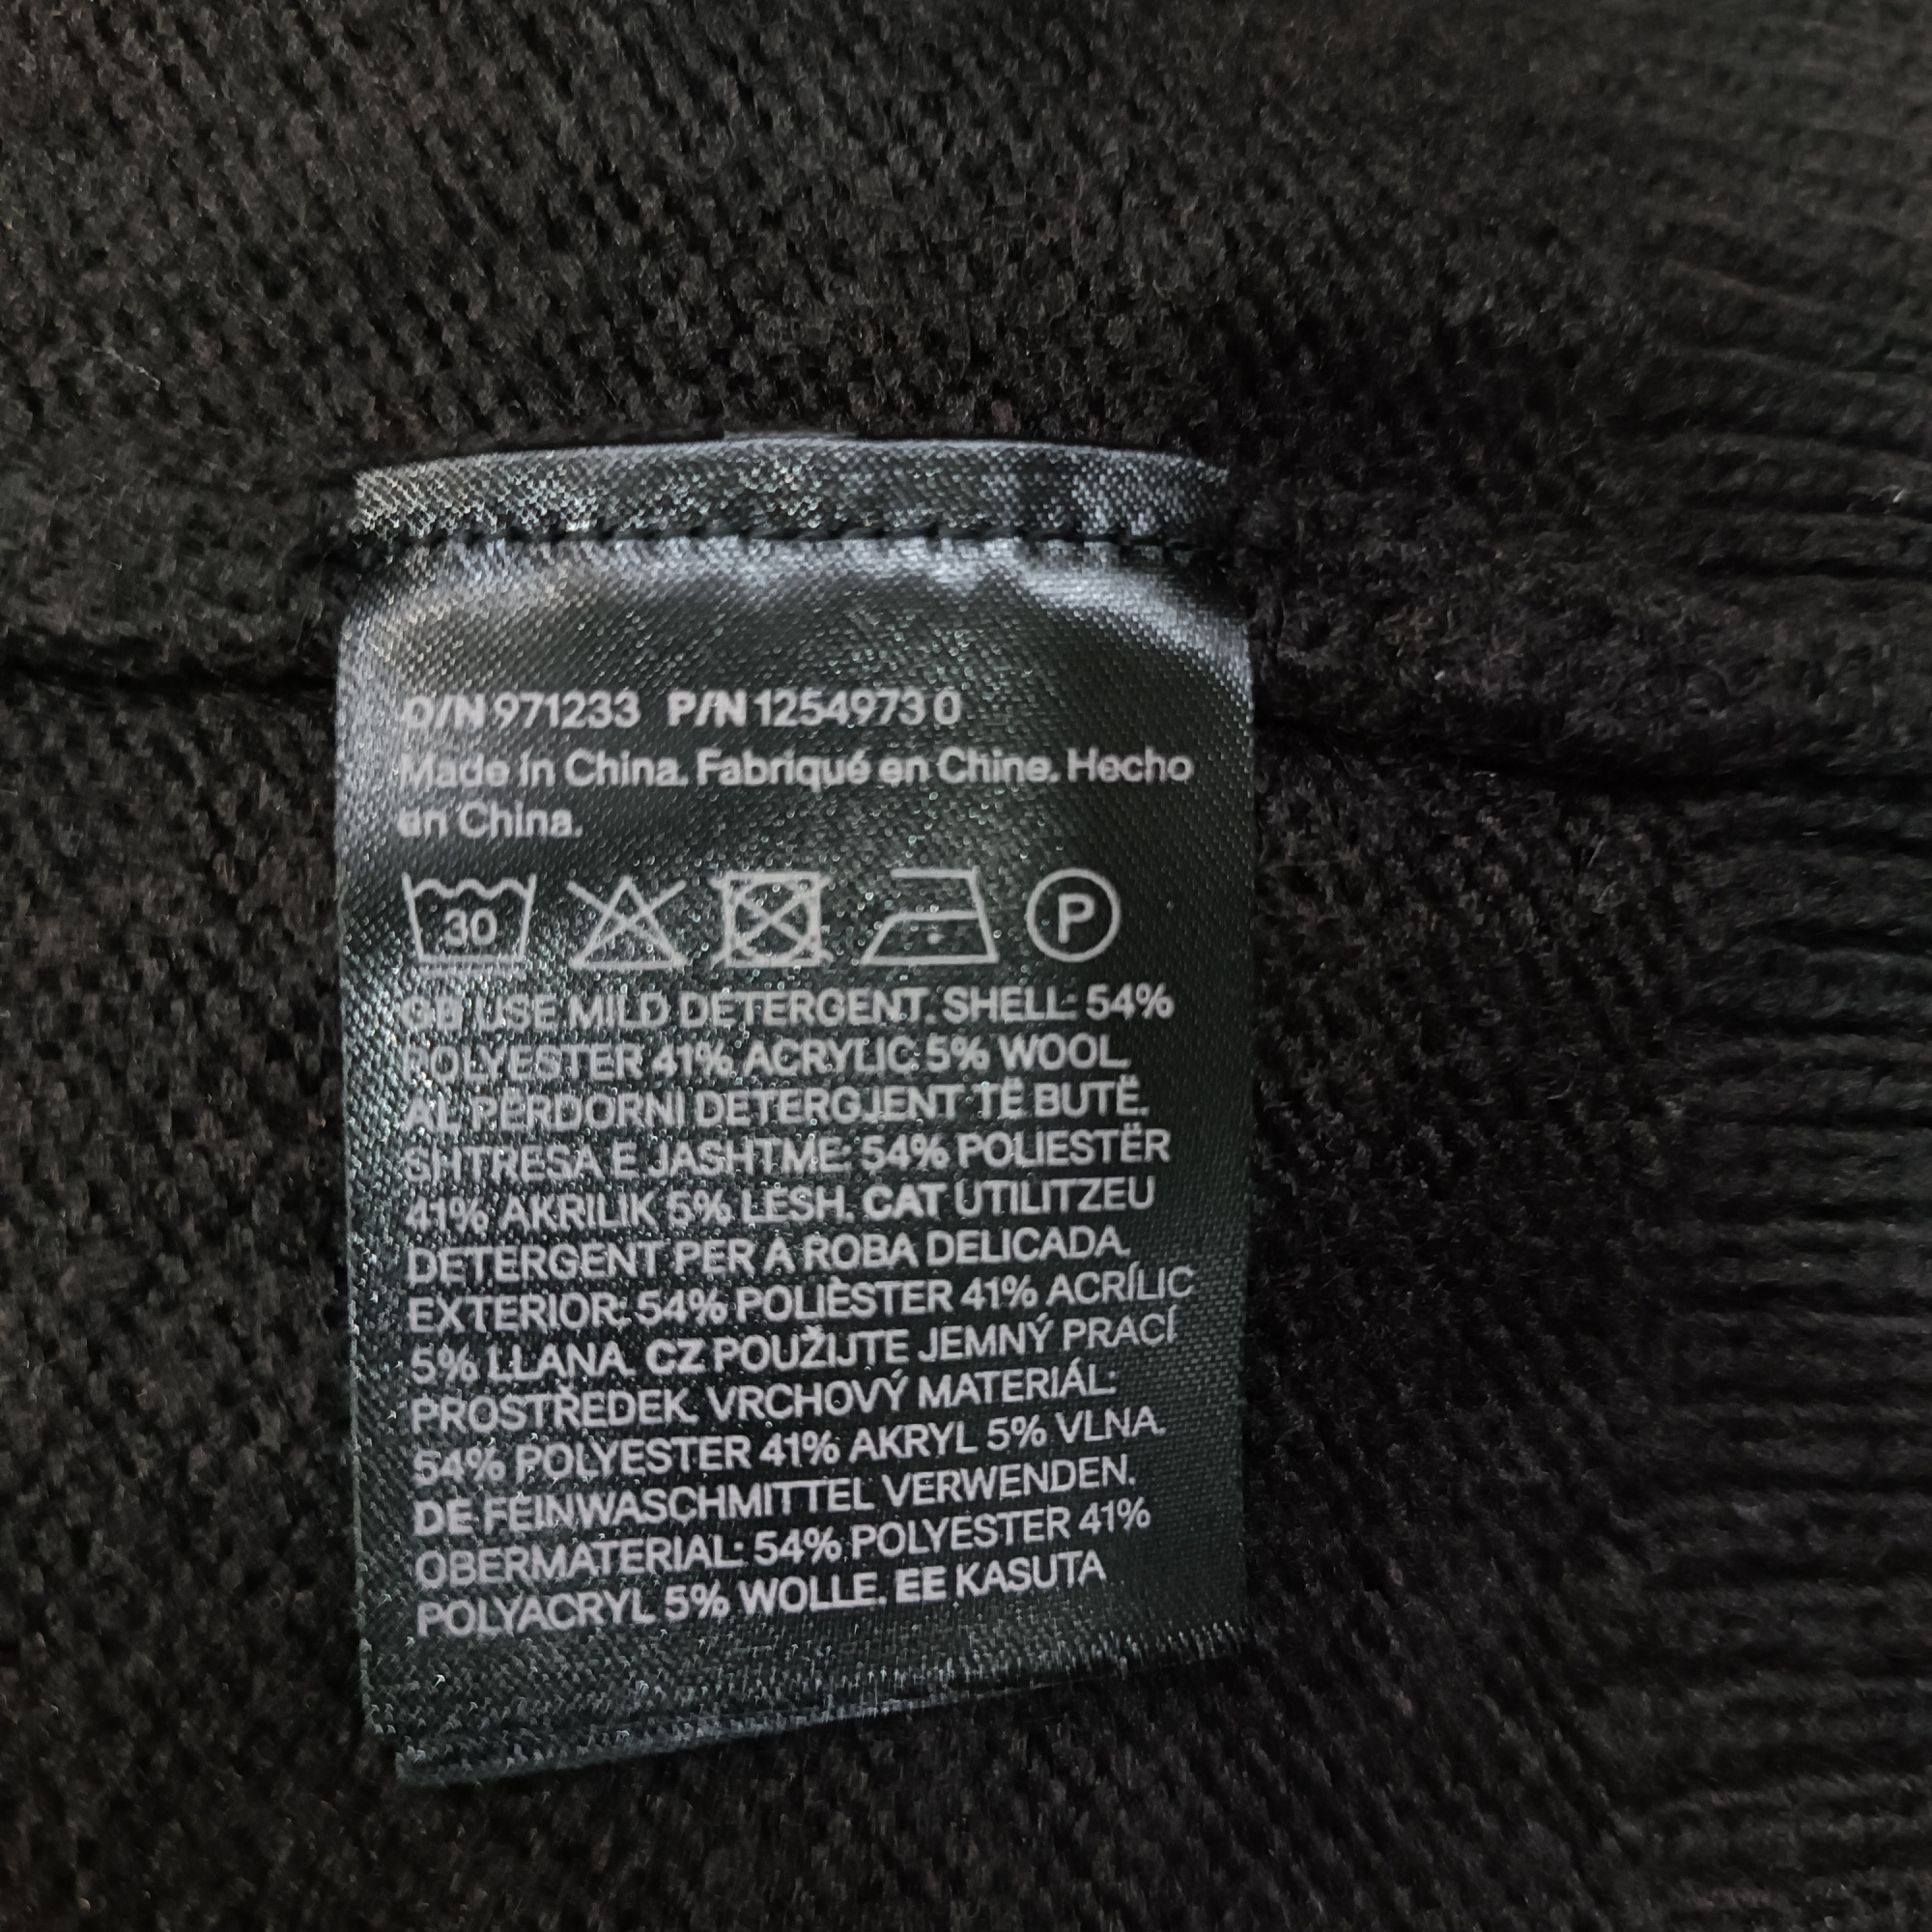 O/N 971233 P/N 1254973 0
Made in China. Fabriqué en Chine. Hecho
en China.
30 P
GB USE MILD DETERGENT. SHELL: 54%
POLYESTER 41% ACRYLIC 5% WOOL.
AL PËRDORNI DETERGJENT TË BUTË.
SHTRESA E JASHTME: 54% POLIESTËR
41% AKRILIK 5% LESH. CAT UTILITZEU
DETERGENT PER A ROBA DELICADA.
EXTERIOR: 54% POLIÈSTER 41% ACRÍLIC
5% LLANA. CZ POUŽIJTE JEMNÝ PRACÍ
PROSTŘEDEK. VRCHOVÝ MATERIÁL:
54% POLYESTER 41% AKRYL 5% VLNA.
DE FEINWASCHMITTEL VERWENDEN.
OBERMATERIAL: 54% POLYESTER 41%
POLYACRYL 5% WOLLE. EE KASUTA